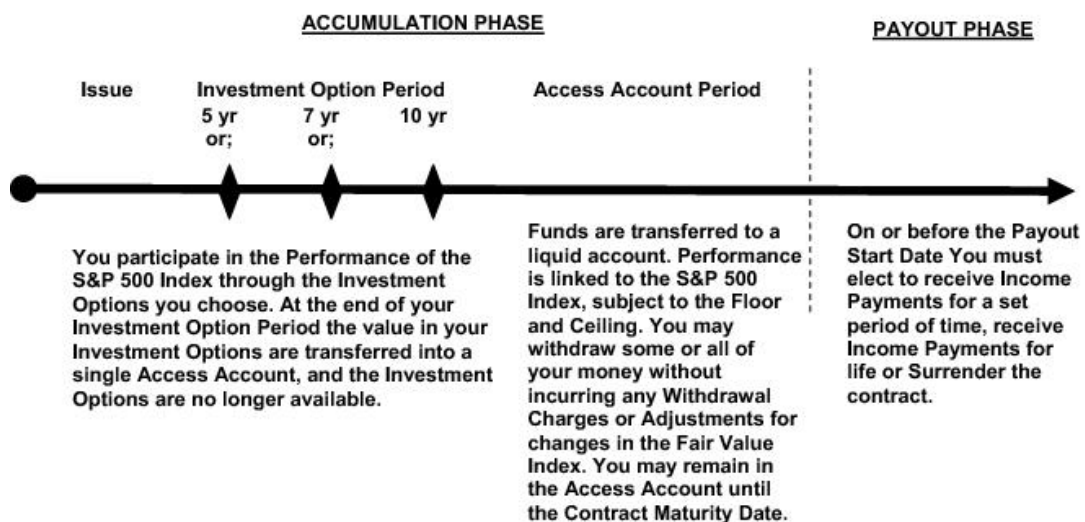 ACCUMULATION PHASE
PAYOUT PHASE
Issue
Investment Option Period
5 yr
or;
7 yr
or;
10 yr
Access Account Period
You participate in the Performance of the
S&P 500 Index through the Investment
Options you choose. At the end of your
Investment Option Period the value in your
Investment Options are transferred into a
single Access Account, and the Investment
Options are no longer available.
Funds are transferred to a
liquid account. Performance
is linked to the S&P 500
Index, subject to the Floor
and Ceiling. You may
withdraw some or all of
your money without
incurring any Withdrawal
Charges or Adjustments for
changes in the Fair Value
Index. You may remain in
the Access Account until
the Contract Maturity Date.
On or before the Payout
Start Date You must
elect to receive Income
Payments for a set
period of time, receive
Income Payments for
life or Surrender the
contract.